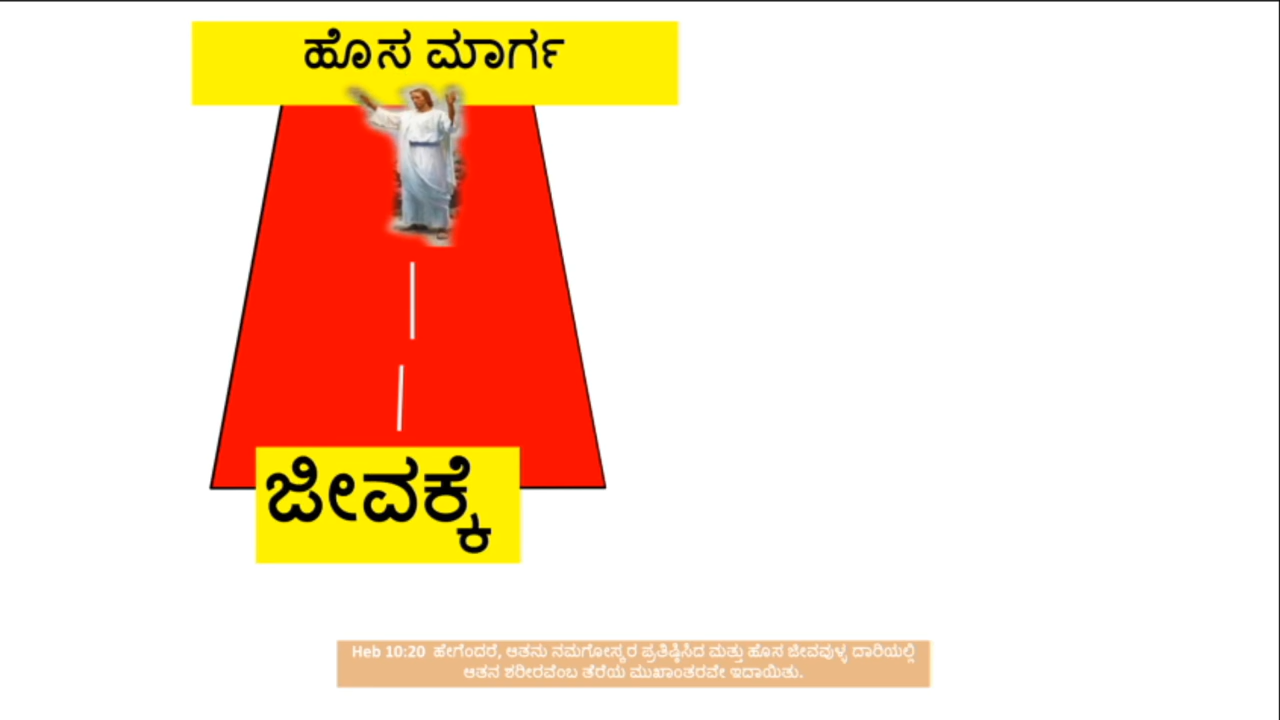 ಹೊಸ ಮಾರ್ಗ
ಜೀವಕ್ಕೆ
Heb 10:20 ಹೇಗೆಂದರೆ, ಆತನು ನಮಗೋಸ್ಕರ ಪ್ರತಿಷ್ಠಿಸಿದ ಮತ್ತು ಹೊಸ ಜೀವವುಳ್ಳ ದಾರಿಯಲ್ಲಿ
ಆತನ ಶರೀರವೆಂಬ ತೆರೆಯ ಮುಖಾಂತರವೇ ಇದಾಯಿತು.